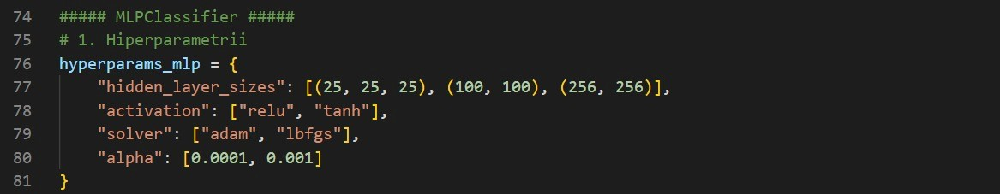 74 ##### MLPClassifier #####
75 # 1. Hiperparametrii
76 hyperparams_mlp = {
77     "hidden_layer_sizes": [(25, 25, 25), (100, 100), (256, 256)],
78     "activation": ["relu", "tanh"],
79     "solver": ["adam", "lbfgs"],
80     "alpha": [0.0001, 0.001]
81 }